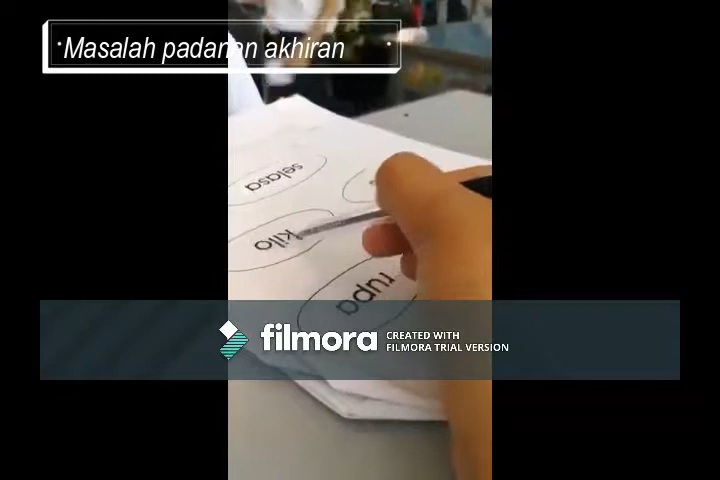 Masalah padanan akhiran
selasa
kilo
rupa
filmora
CREATED WITH
FILMORA TRIAL VERSION